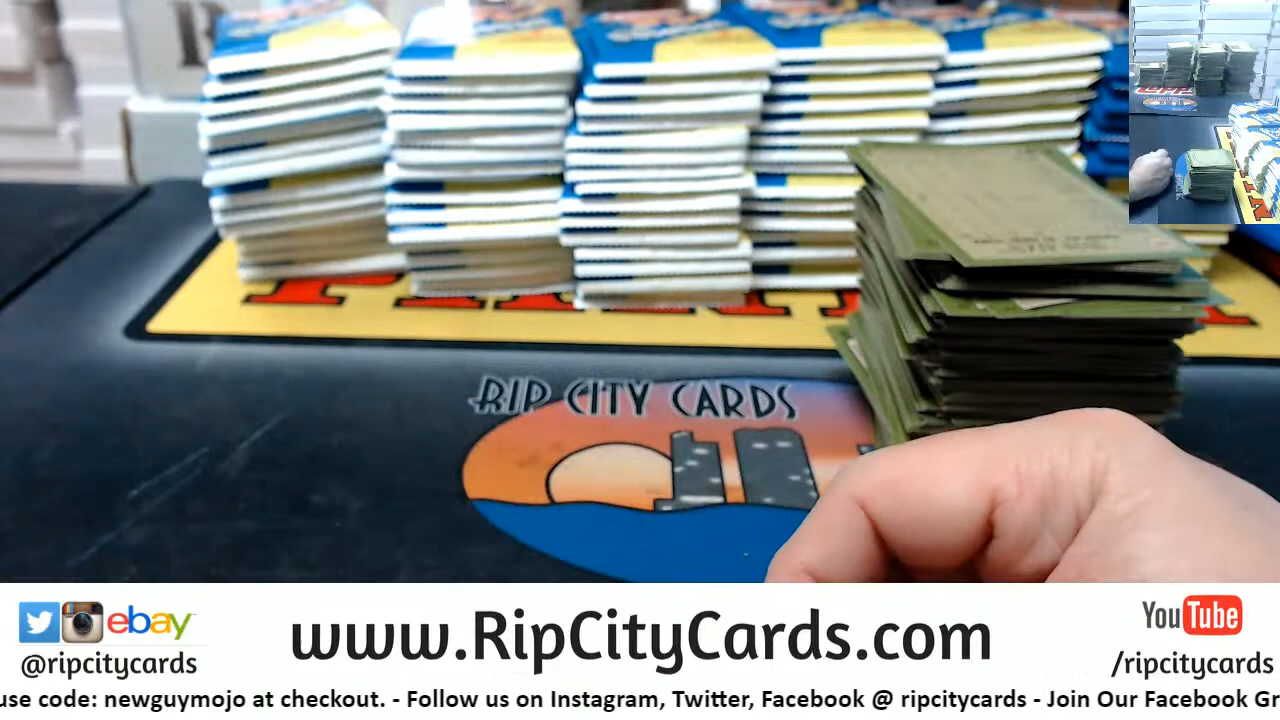 RIP CITY CARDS
ebay
@ripcitycards
www.RipCityCards.com
YouTube
/ripcitycards
use code: newguymojo at checkout. - Follow us on Instagram, Twitter, Facebook @ ripcitycards - Join Our Facebook Gr